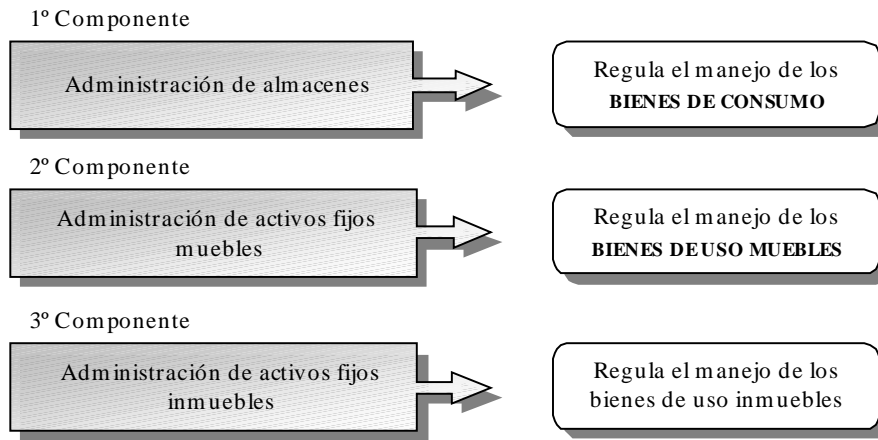 1º Componente
Administración de almacenes
Regula el manejo de los
BIENES DE CONSUMO
2º Componente
Administración de activos fijos
muebles
Regula el manejo de los
BIENES DE USO MUEBLES
3º Componente
Administración de activos fijos
inmuebles
Regula el manejo de los
bienes de uso inmuebles